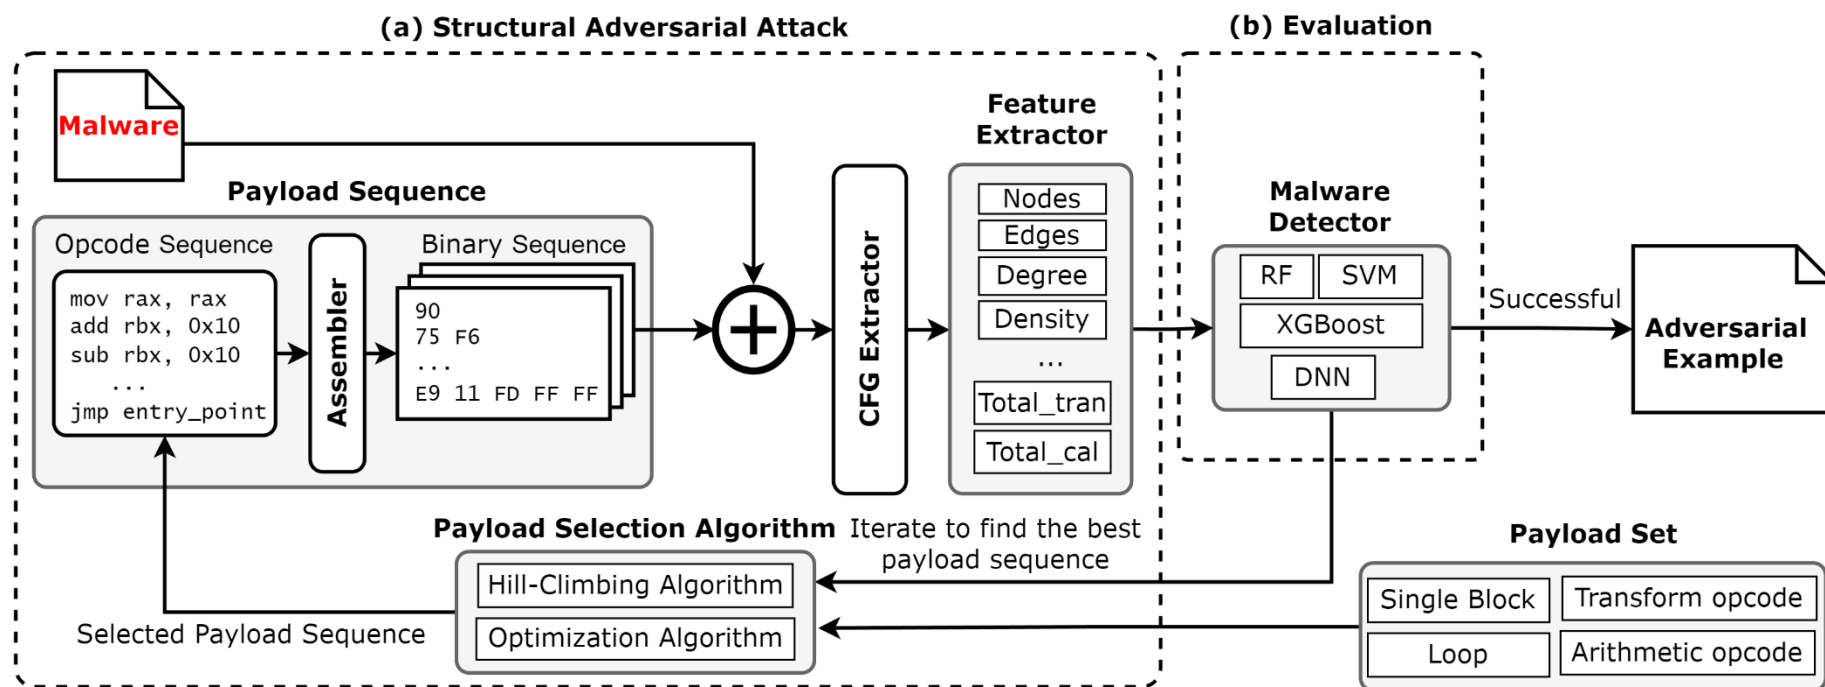 (a) Structural Adversarial Attack
(b) Evaluation
Malware
Payload Sequence
Opcode Sequence
mov rax, rax
add rbx, 0x10
sub rbx, 0x10
...
jmp entry_point
Assembler
Binary Sequence
90
75 F6
...
E9 11 FD FF FF
CFG Extractor
Feature
Extractor
Nodes
Edges
Degree
Density
...
Total_tran
Total_cal
Malware
Detector
RF
SVM
XGBoost
DNN
Successful
Adversarial
Example
Payload Selection Algorithm
Hill-Climbing Algorithm
Optimization Algorithm
Iterate to find the best
payload sequence
Selected Payload Sequence
Payload Set
Single Block
Transform opcode
Loop
Arithmetic opcode